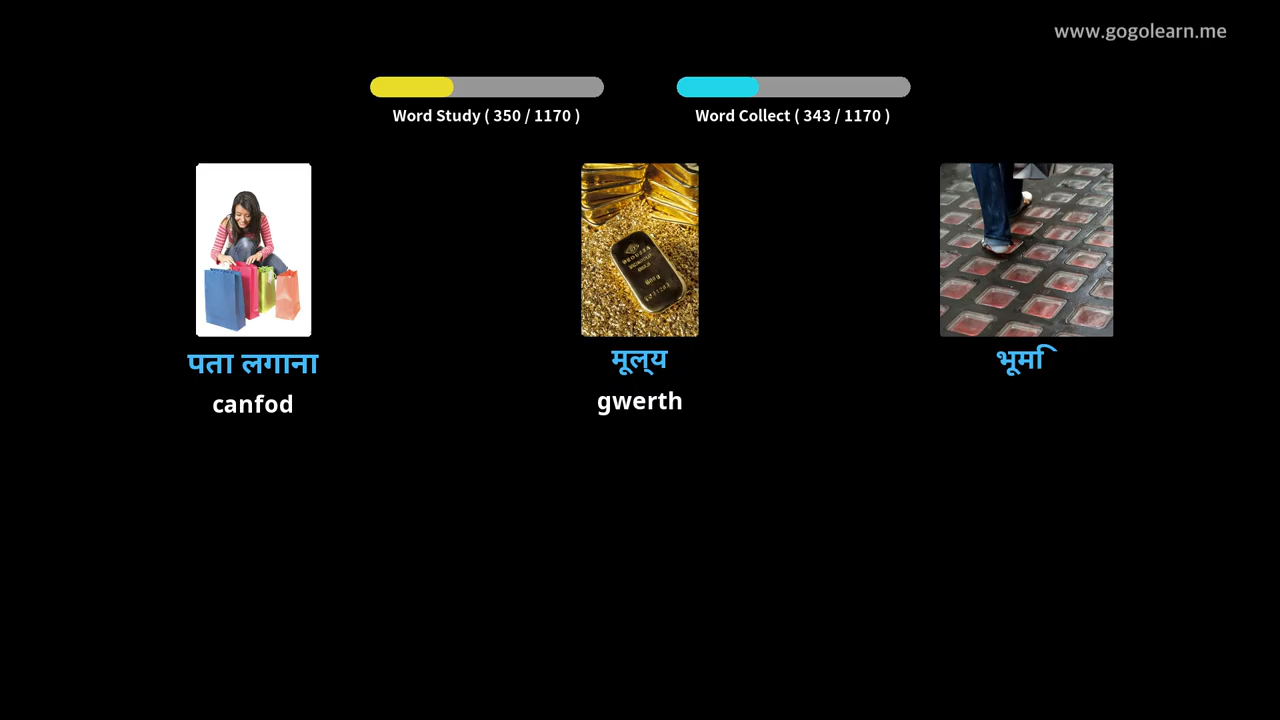 www.gogolearn.me
Word Study ( 350 / 1170 )
Word Collect ( 343 / 1170 )
पता लगाना
मूल्य
भूमि
canfod
gwerth